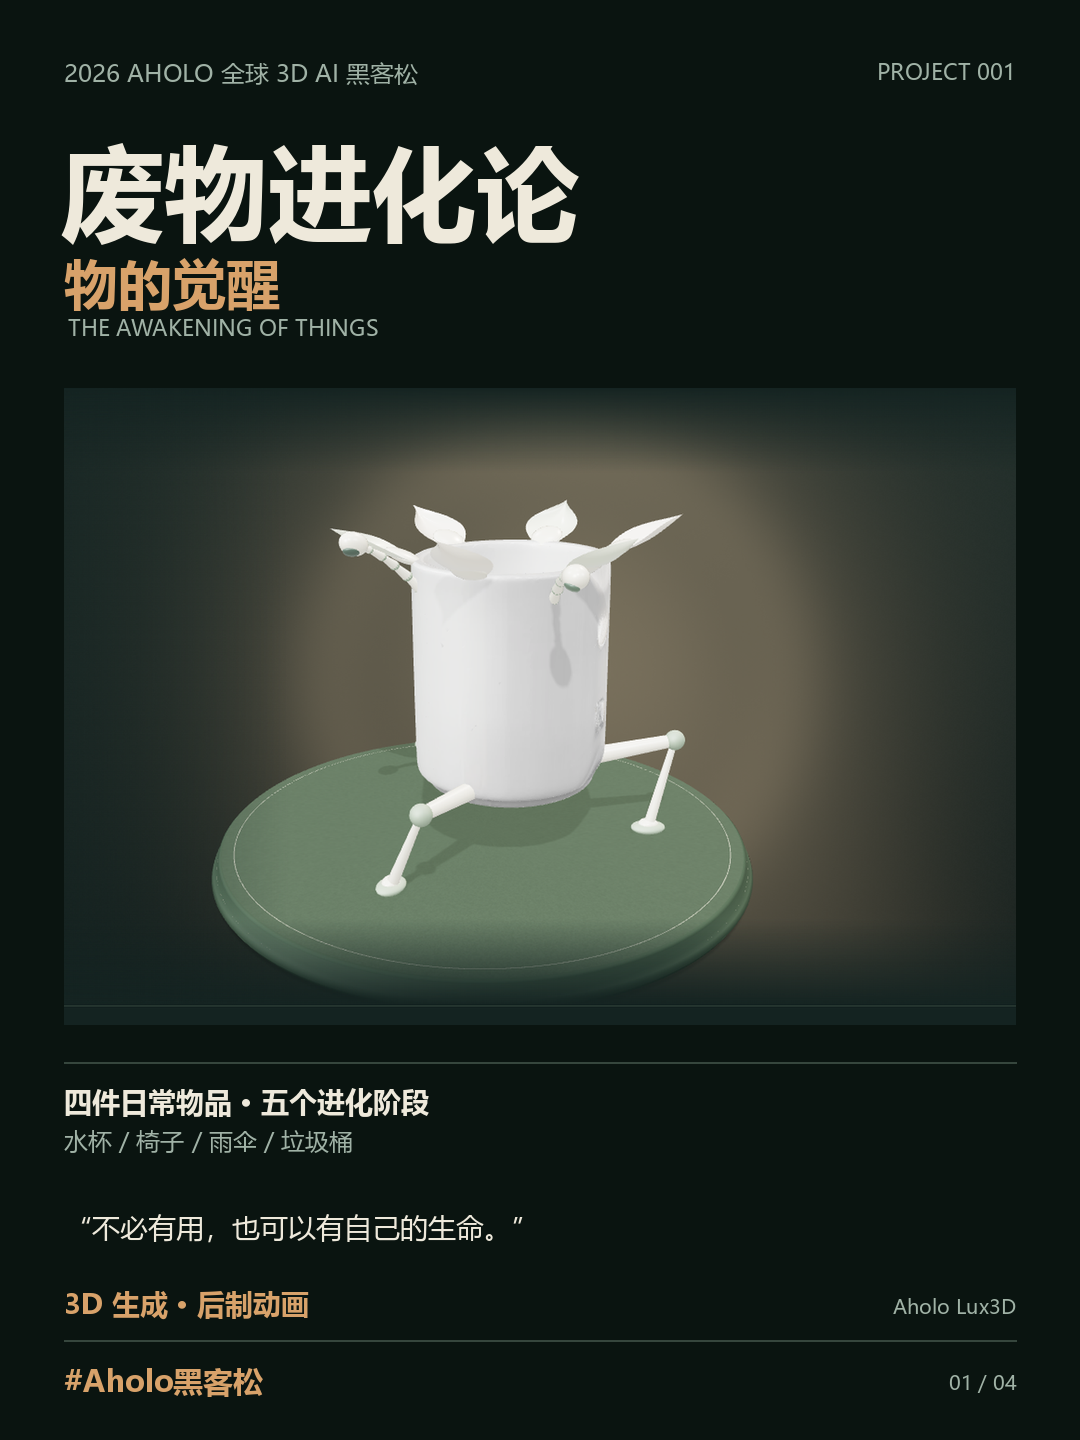 2026 AHOLO 全球 3D AI 黑客松
PROJECT 001
废物进化论
物的觉醒
THE AWAKENING OF THINGS
四件日常物品・五个进化阶段
水杯 / 椅子 / 雨伞 / 垃圾桶
“不必有用，也可以有自己的生命。”
3D 生成・后制动画
Aholo Lux3D
#Aholo黑客松
01 / 04